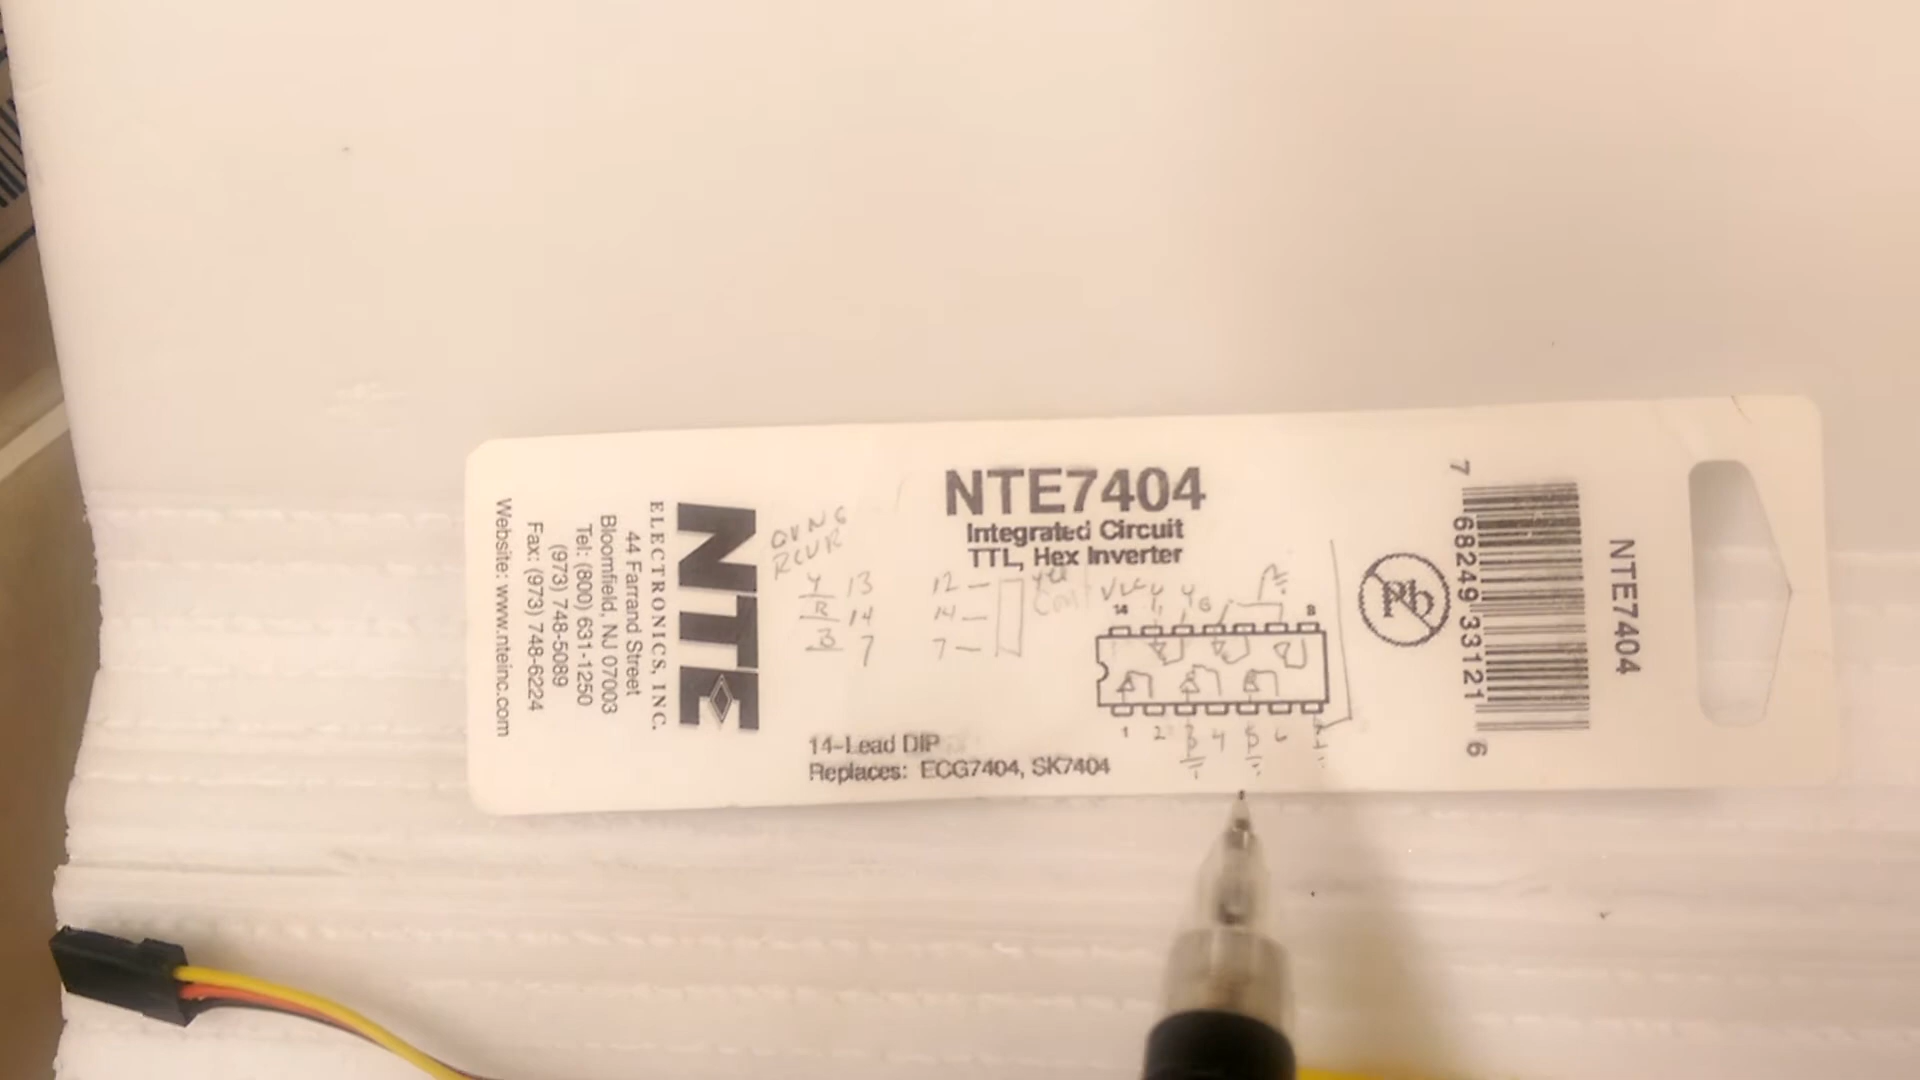 NTE
ELECTRONICS, INC.
44 Farrand Street
Bloomfield, NJ 07003
Tel: (800) 631-1250
(973) 748-5089
Fax: (973) 748-6224
Website: www.nteinc.com
RCVR
Y 13
R 14
B 7
12
14
7
NTE7404
Integrated Circuit
TTL, Hex Inverter
14 8
1 2 3 4 5 6
14-Lead DIP
Replaces: ECG7404, SK7404
Pb
7 68249 33121 6
NTE7404